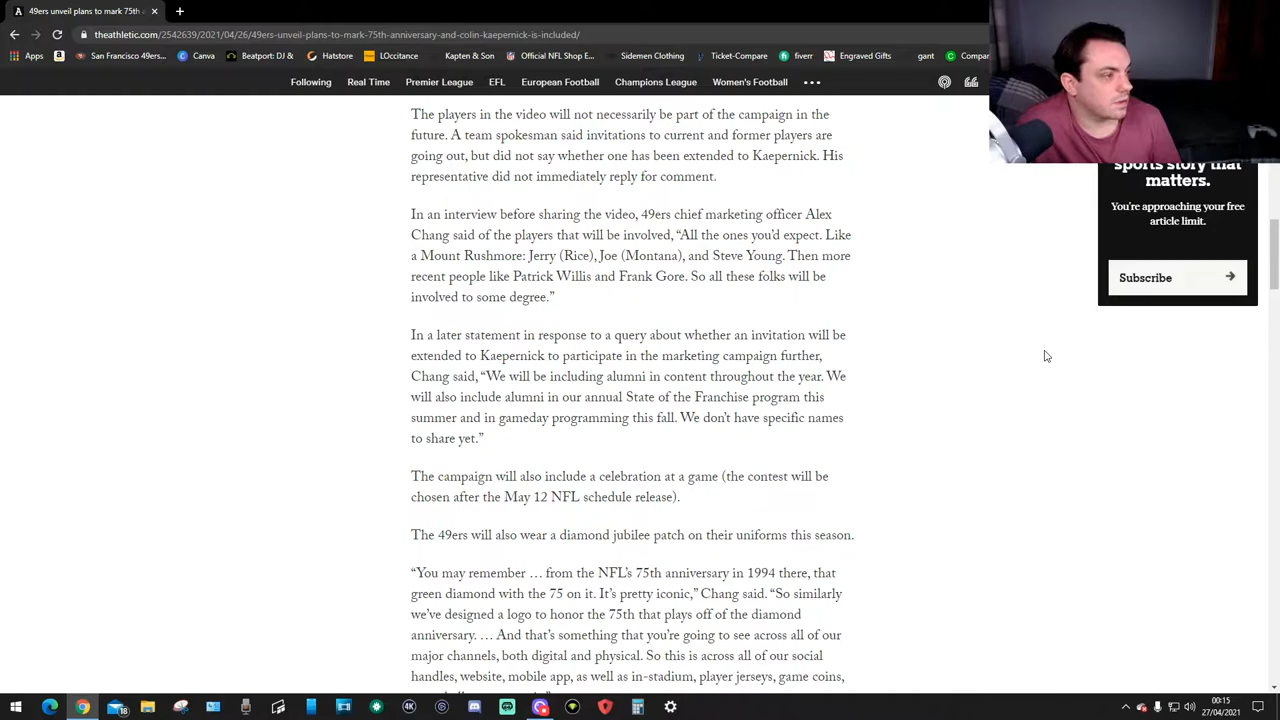 49ers unveil plans to mark 75th
theathletic.com/2542639/2021/04/26/49ers-unveil-plans-to-mark-75th-anniversary-and-colin-kaepernick-is-included/
Apps San Francisco 49ers... Canva Beatport: DJ & Hatstore LOccitance Kapten & Son Official NFL Shop E... Sidemen Clothing Ticket-Compare fiverr Engraved Gifts gant
Following Real Time Premier League EFL European Football Champions League Women's Football
The players in the video will not necessarily be part of the campaign in the
future. A team spokesman said invitations to current and former players are
going out, but did not say whether one has been extended to Kaepernick. His
representative did not immediately reply for comment.
In an interview before sharing the video, 49ers chief marketing officer Alex
Chang said of the players that will be involved, “All the ones you’d expect. Like
a Mount Rushmore: Jerry (Rice), Joe (Montana), and Steve Young. Then more
recent people like Patrick Willis and Frank Gore. So all these folks will be
involved to some degree.”
In a later statement in response to a query about whether an invitation will be
extended to Kaepernick to participate in the marketing campaign further,
Chang said, “We will be including alumni in content throughout the year. We
will also include alumni in our annual State of the Franchise program this
summer and in gameday programming this fall. We don’t have specific names
to share yet.”
The campaign will also include a celebration at a game (the contest will be
chosen after the May 12 NFL schedule release).
The 49ers will also wear a diamond jubilee patch on their uniforms this season.
“You may remember … from the NFL’s 75th anniversary in 1994 there, that
green diamond with the 75 on it. It’s pretty iconic,” Chang said. “So similarly
we’ve designed a logo to honor the 75th that plays off of the diamond
anniversary. … And that’s something that you’re going to see across all of our
major channels, both digital and physical. So this is across all of our social
handles, website, mobile app, as well as in-stadium, player jerseys, game coins,
sports story that
matters.
You're approaching your free
article limit.
Subscribe
18
4K
00:15
27/04/2021